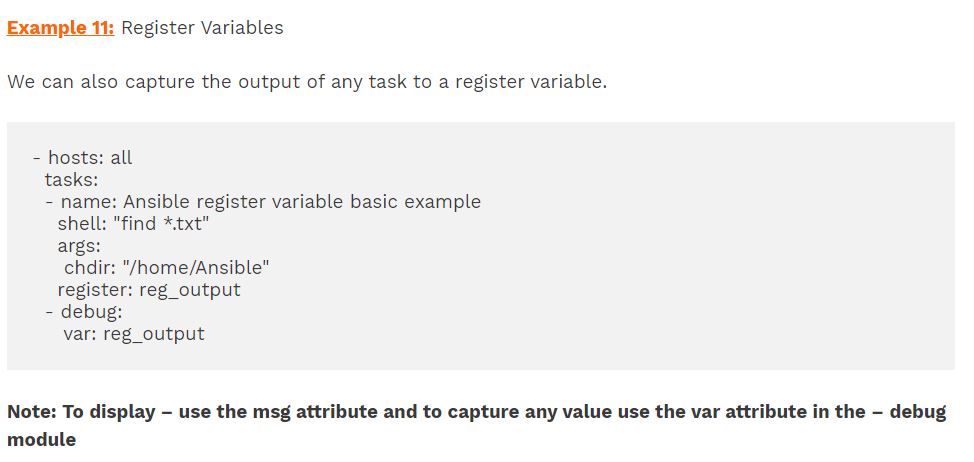 Example 11: Register Variables
We can also capture the output of any task to a register variable.
- hosts: all
  tasks:
  - name: Ansible register variable basic example
    shell: "find *.txt"
    args:
     chdir: "/home/Ansible"
    register: reg_output
  - debug:
     var: reg_output
Note: To display – use the msg attribute and to capture any value use the var attribute in the – debug
module